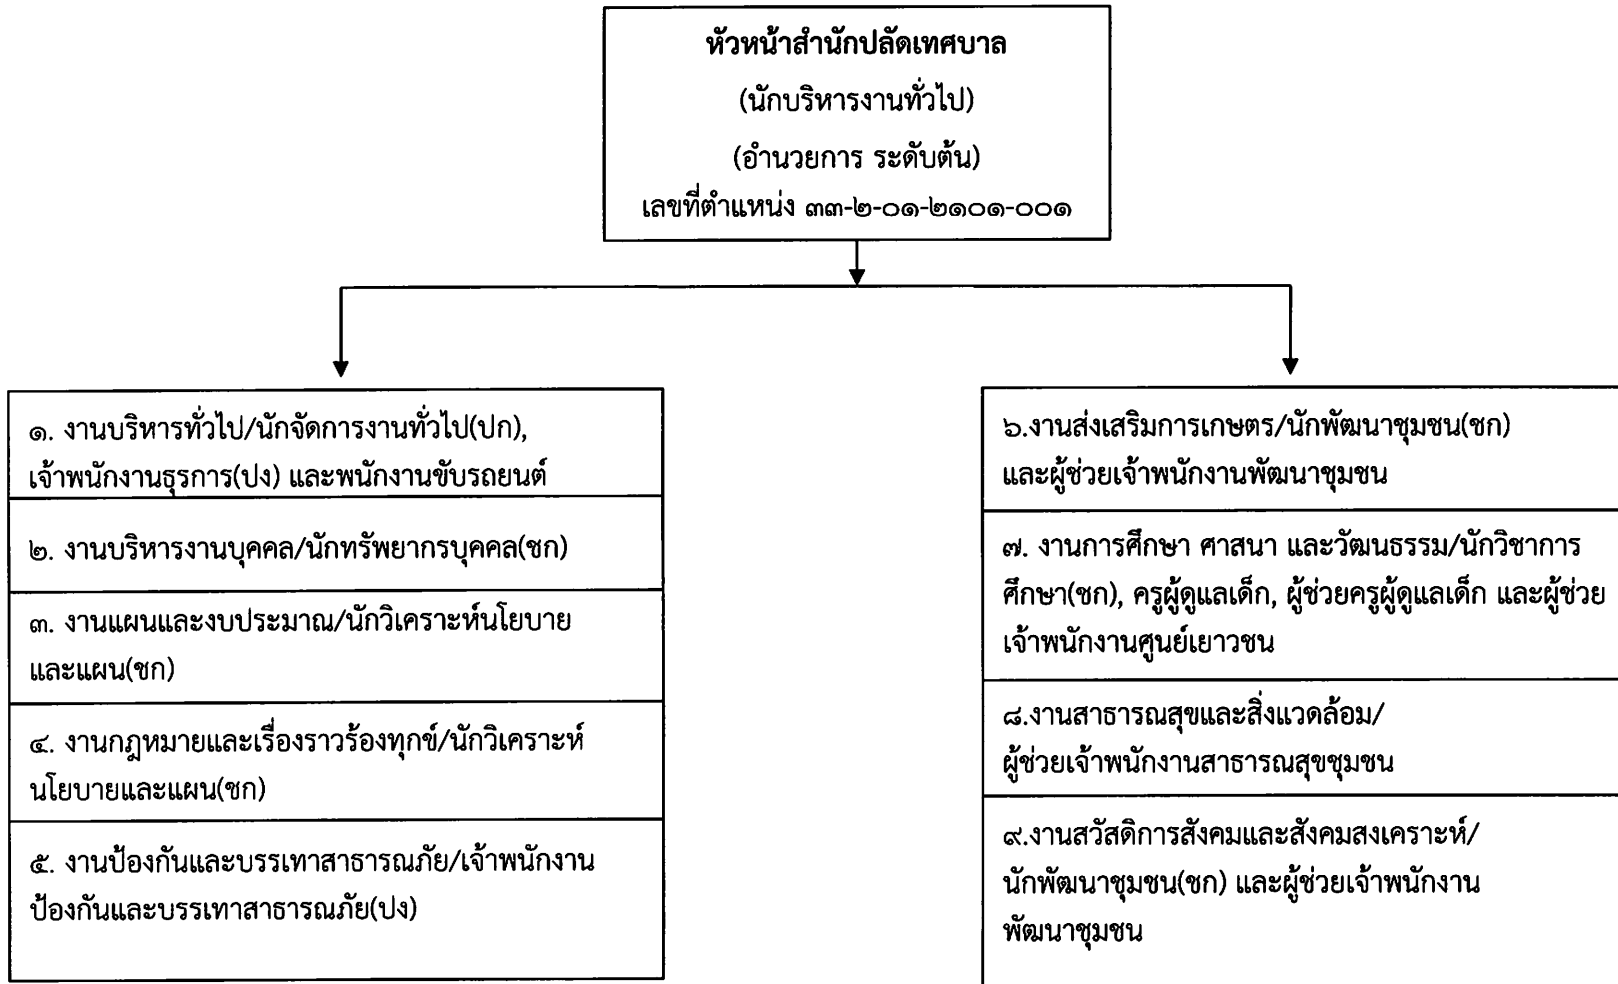 หัวหน้าสำนักปลัดเทศบาล
(นักบริหารงานทั่วไป)
(อำนวยการ ระดับต้น)
เลขที่ตำแหน่ง ๓๓-๒-๐๑-๒๑๐๑-๐๐๑
๑. งานบริหารทั่วไป/นักจัดการงานทั่วไป(ปก),
เจ้าพนักงานธุรการ(ปง) และพนักงานขับรถยนต์
๒. งานบริหารงานบุคคล/นักทรัพยากรบุคคล(ชก)
๓. งานแผนและงบประมาณ/นักวิเคราะห์นโยบาย
และแผน(ชก)
๔. งานกฎหมายและเรื่องราวร้องทุกข์/นักวิเคราะห์
นโยบายและแผน(ชก)
๕. งานป้องกันและบรรเทาสาธารณภัย/เจ้าพนักงาน
ป้องกันและบรรเทาสาธารณภัย(ปง)
๖.งานส่งเสริมการเกษตร/นักพัฒนาชุมชน(ชก)
และผู้ช่วยเจ้าพนักงานพัฒนาชุมชน
๗. งานการศึกษา ศาสนา และวัฒนธรรม/นักวิชาการ
ศึกษา(ชก), ครูผู้ดูแลเด็ก, ผู้ช่วยครูผู้ดูแลเด็ก และผู้ช่วย
เจ้าพนักงานศูนย์เยาวชน
๘.งานสาธารณสุขและสิ่งแวดล้อม/
ผู้ช่วยเจ้าพนักงานสาธารณสุขชุมชน
๙.งานสวัสดิการสังคมและสังคมสงเคราะห์/
นักพัฒนาชุมชน(ชก) และผู้ช่วยเจ้าพนักงาน
พัฒนาชุมชน